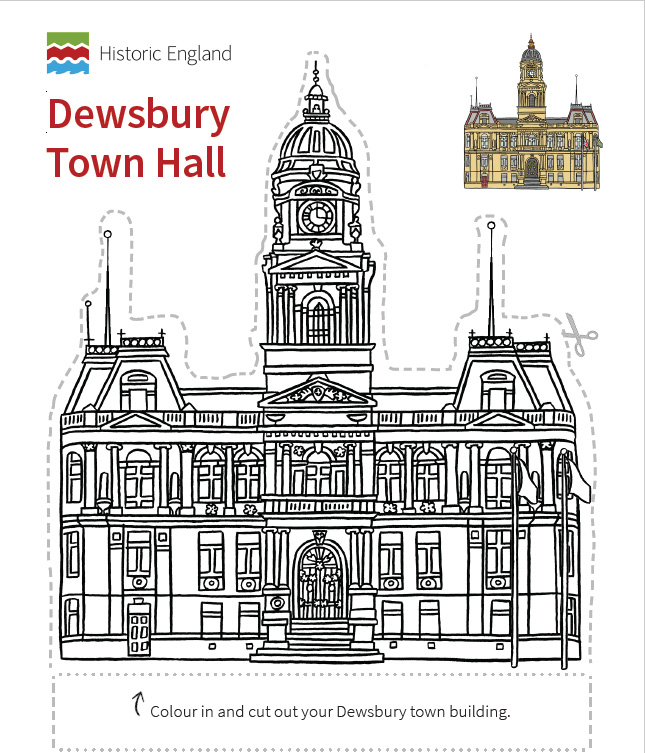 Historic England
Dewsbury
Town Hall
Colour in and cut out your Dewsbury town building.